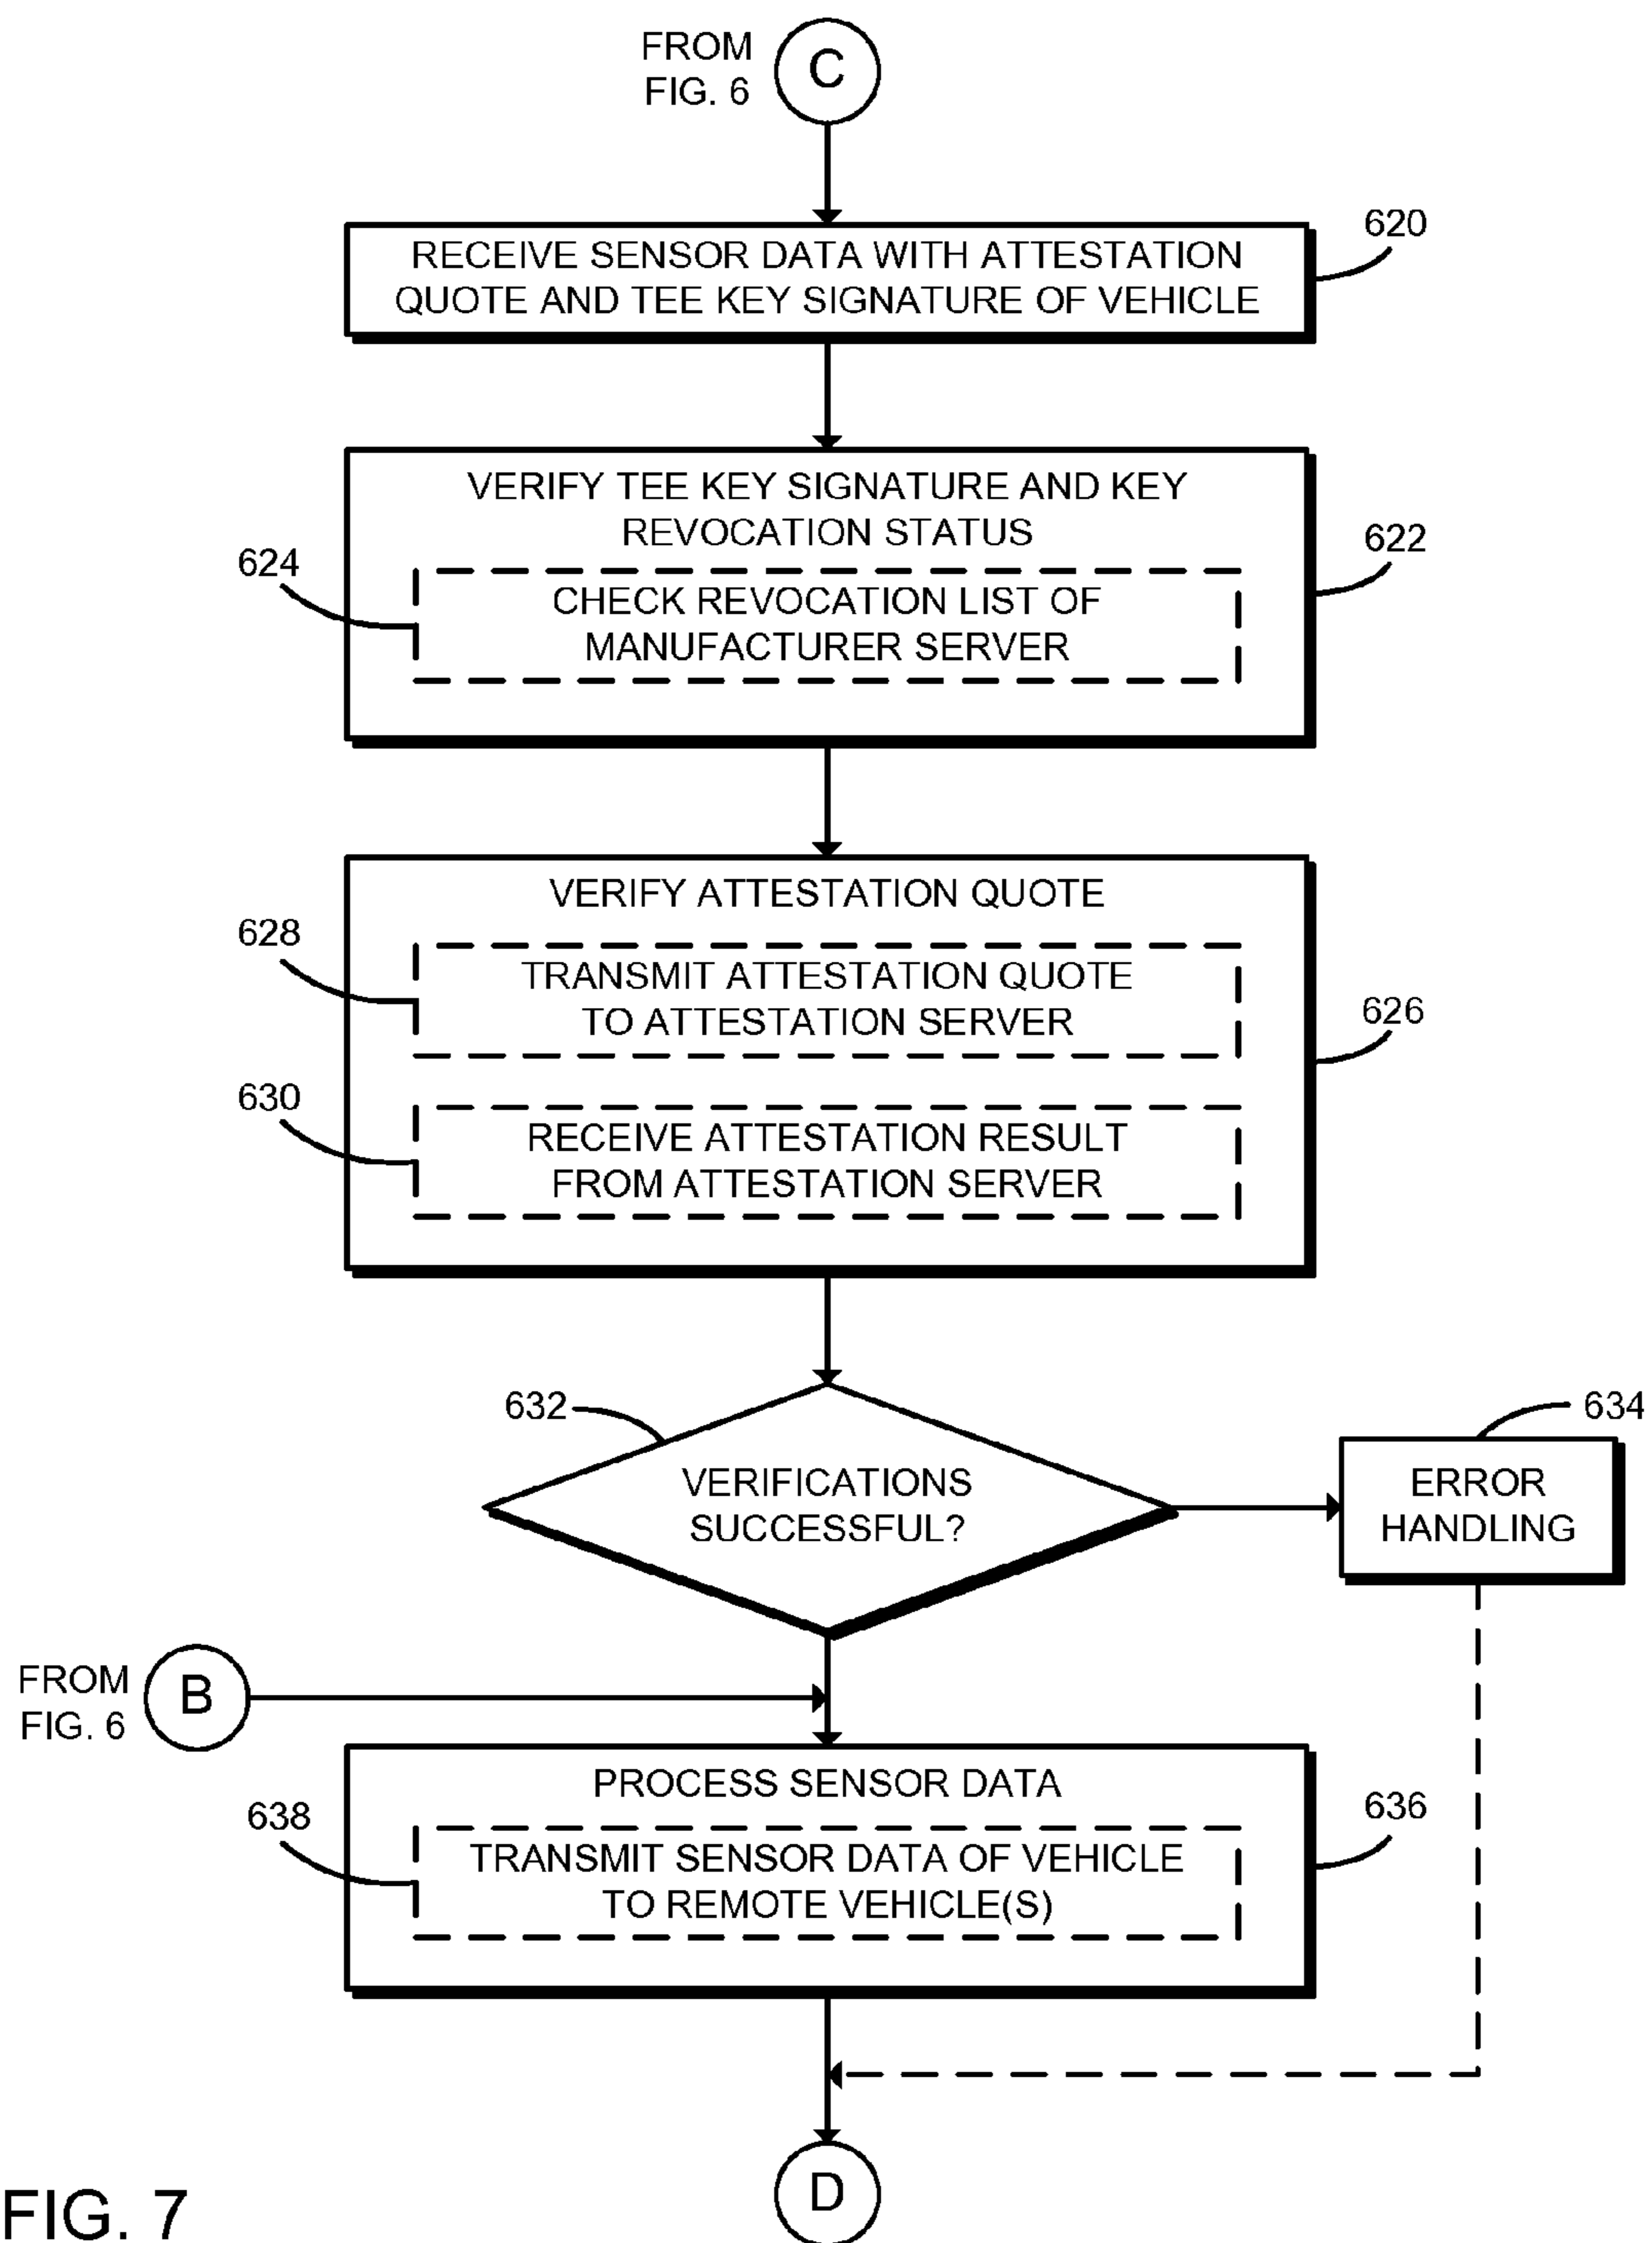 FROM
FIG. 6
C
RECEIVE SENSOR DATA WITH ATTESTATION
QUOTE AND TEE KEY SIGNATURE OF VEHICLE
620
VERIFY TEE KEY SIGNATURE AND KEY
REVOCATION STATUS
622
624
CHECK REVOCATION LIST OF
MANUFACTURER SERVER
VERIFY ATTESTATION QUOTE
626
628
TRANSMIT ATTESTATION QUOTE
TO ATTESTATION SERVER
630
RECEIVE ATTESTATION RESULT
FROM ATTESTATION SERVER
632
VERIFICATIONS
SUCCESSFUL?
634
ERROR
HANDLING
FROM
FIG. 6
B
PROCESS SENSOR DATA
636
638
TRANSMIT SENSOR DATA OF VEHICLE
TO REMOTE VEHICLE(S)
D
FIG. 7